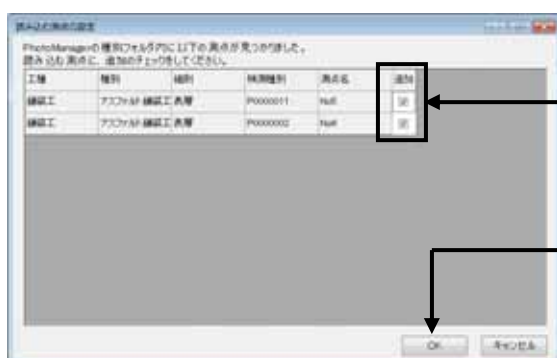 読み込む測点の設定
PhotoManagerの種別フォルダ内に以下の測点が見つかりました。
読み込む測点に、追加のチェックをしてください。
工種 種別 細別 測点名 追加
舗装工 アスファルト舗装工 表層 P0000011 Null
舗装工 アスファルト舗装工 表層 P0000002 Null
OK キャンセル